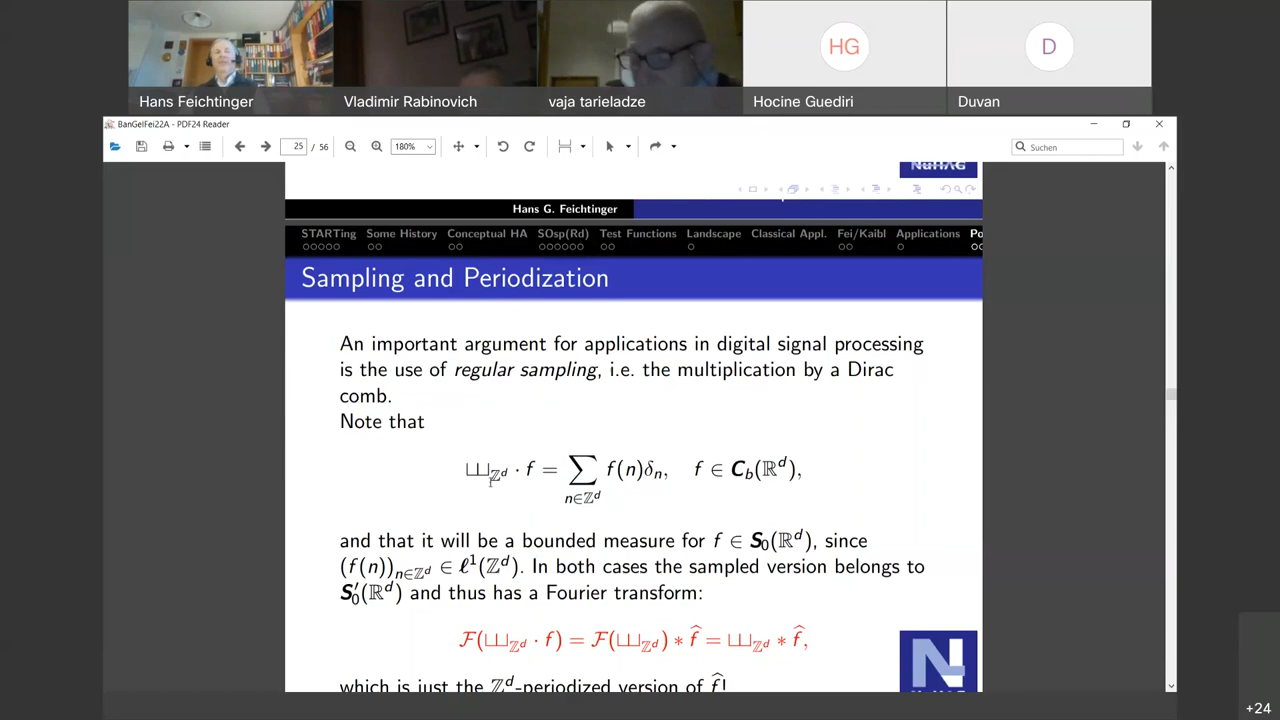 HG
D
Hans Feichtinger
Vladimir Rabinovich
vaja tarieladze
Hocine Guediri
Duvan
BanGelFei22A - PDF24 Reader
25 / 56
180%
Suchen
NuHAG
Hans G. Feichtinger
STARTing Some History Conceptual HA SOsp(Rd) Test Functions Landscape Classical Appl. Fei/Kaibl Applications Po
Sampling and Periodization
An important argument for applications in digital signal processing
is the use of regular sampling, i.e. the multiplication by a Dirac
comb.
Note that
⊔⊔_{ℤ^d} · f = ∑_{n∈ℤ^d} f(n)δ_n, f ∈ C_b(ℝ^d),
and that it will be a bounded measure for f ∈ S_0(ℝ^d), since
(f(n))_{n∈ℤ^d} ∈ ℓ^1(ℤ^d). In both cases the sampled version belongs to
S_0′(ℝ^d) and thus has a Fourier transform:
ℱ(⊔⊔_{ℤ^d} · f) = ℱ(⊔⊔_{ℤ^d}) ∗ f̂ = ⊔⊔_{ℤ^d} ∗ f̂,
which is just the ℤ^d-periodized version of f̂!
N
+24